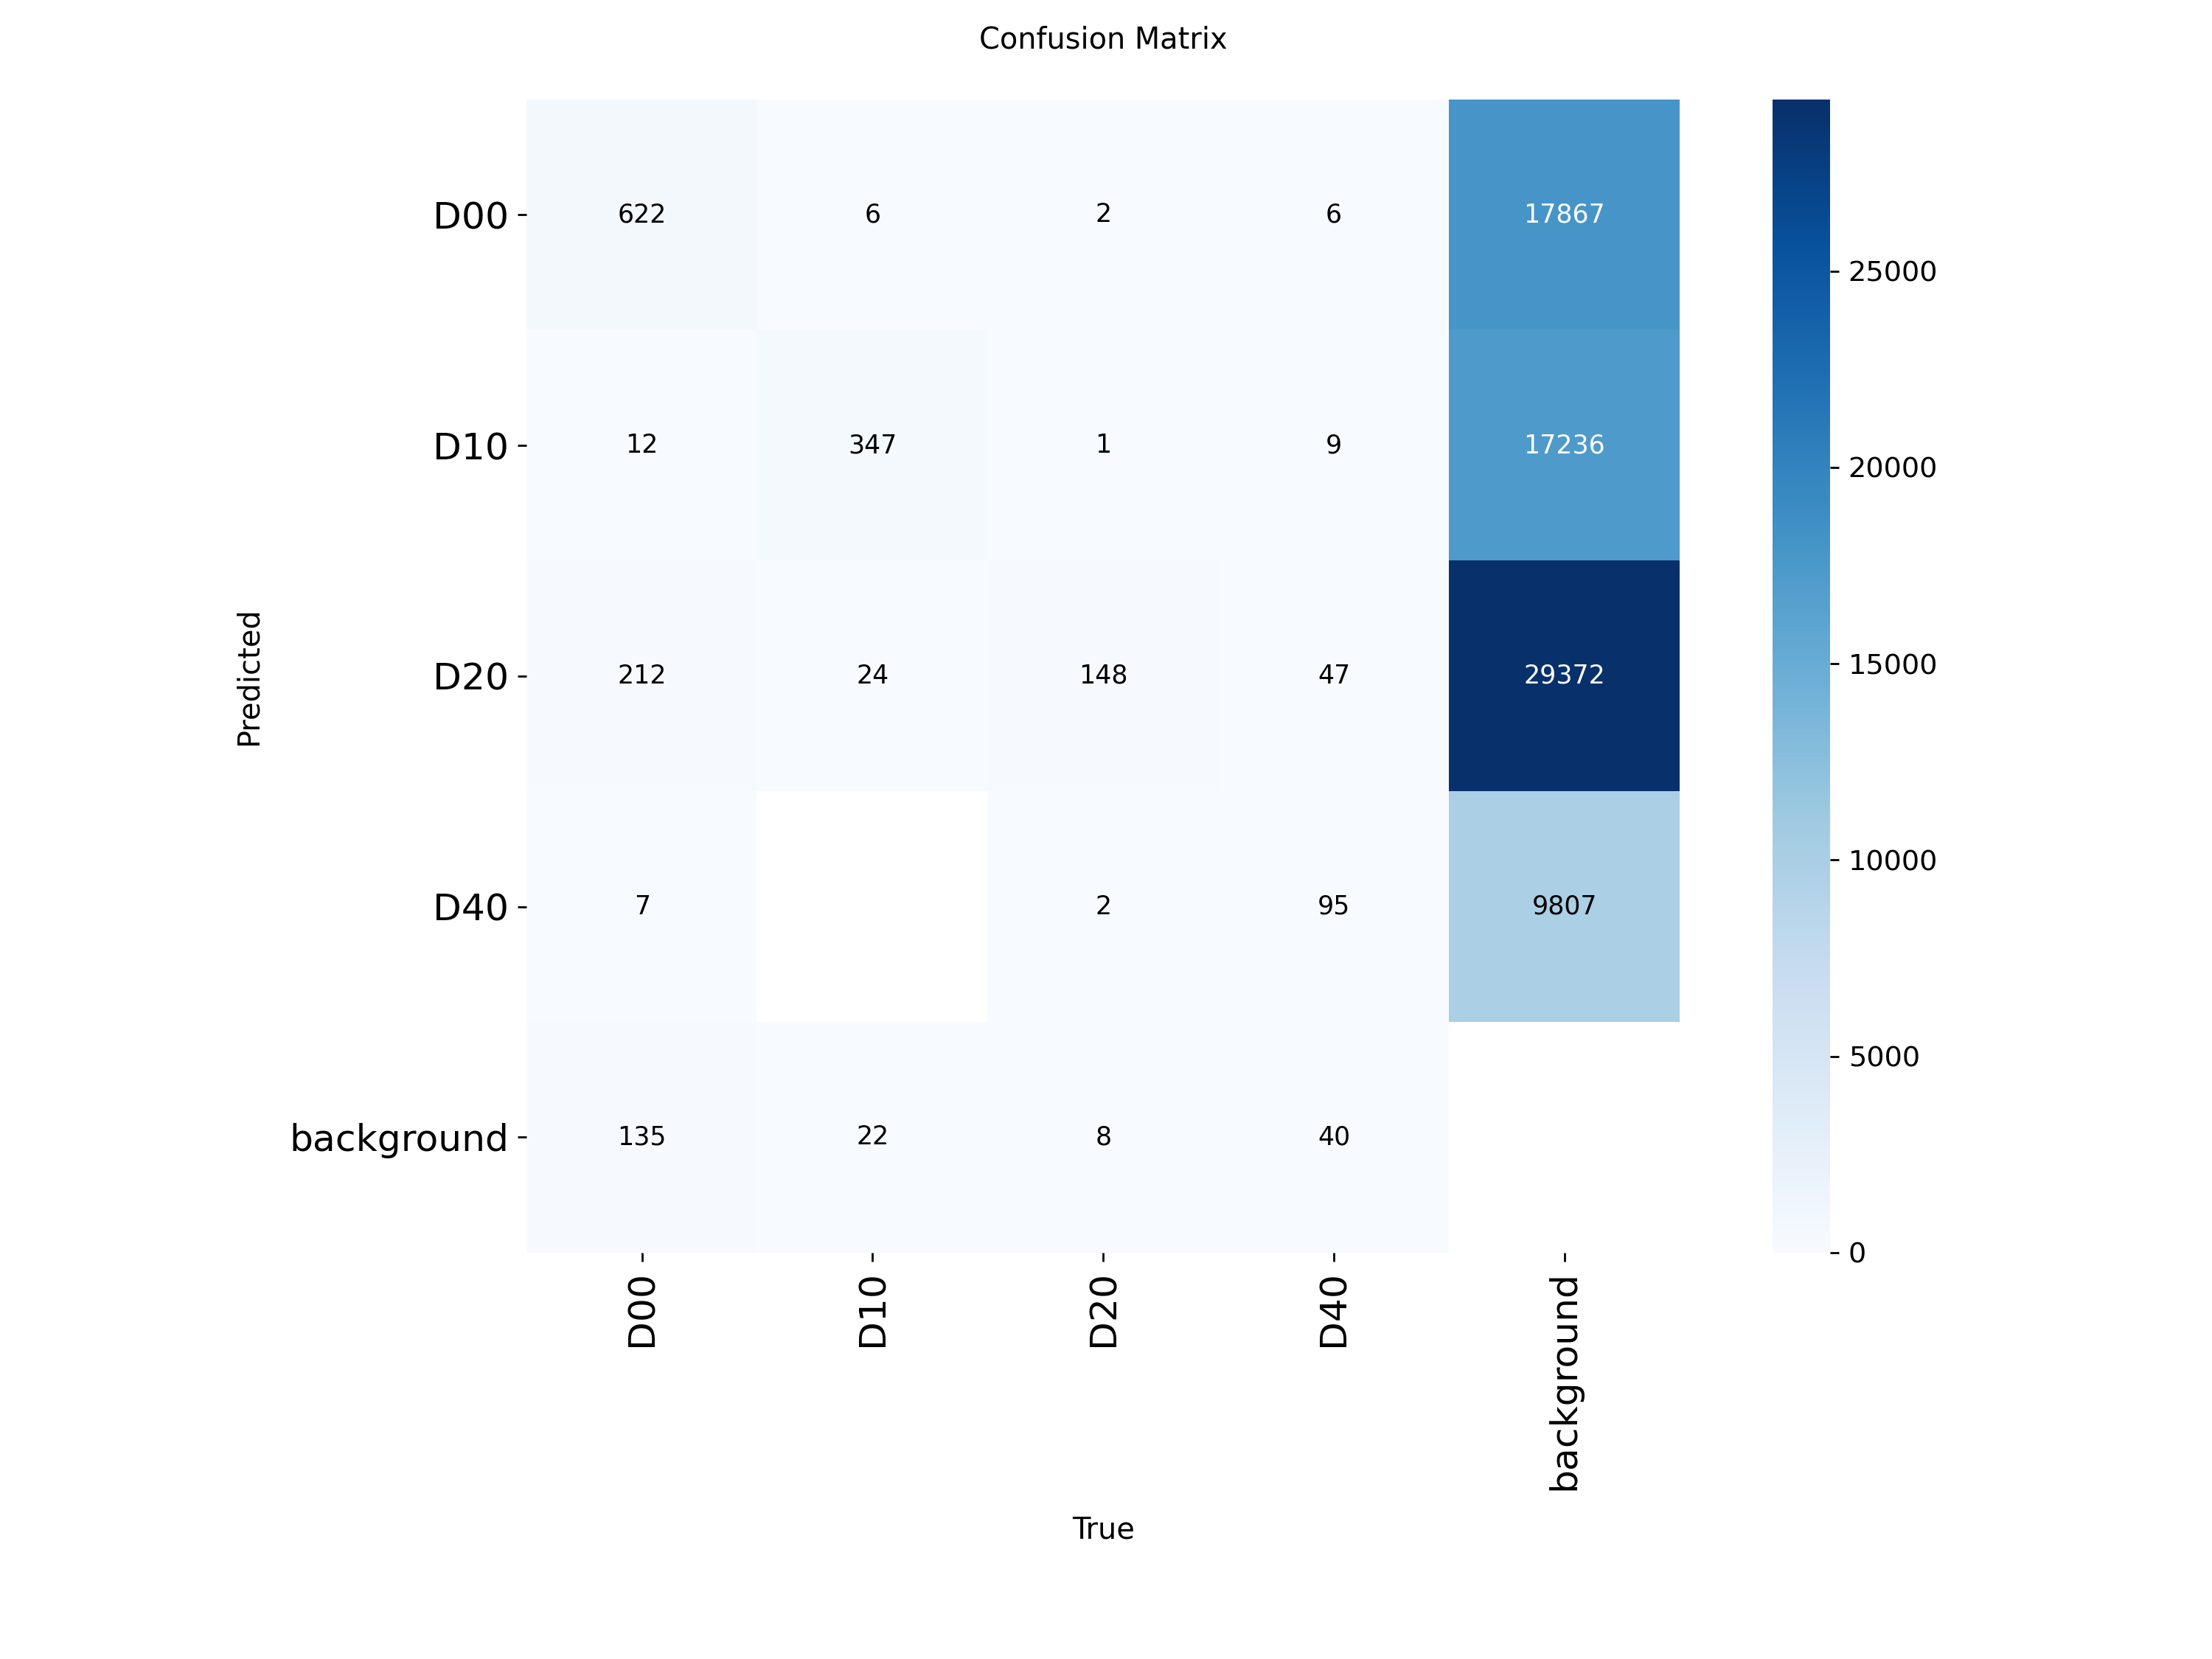 Confusion Matrix
D00 622 6 2 6 17867
D10 12 347 1 9 17236
D20 212 24 148 47 29372
D40 7 2 95 9807
background 135 22 8 40
Predicted
D00 D10 D20 D40 background
True
25000
20000
15000
10000
5000
0